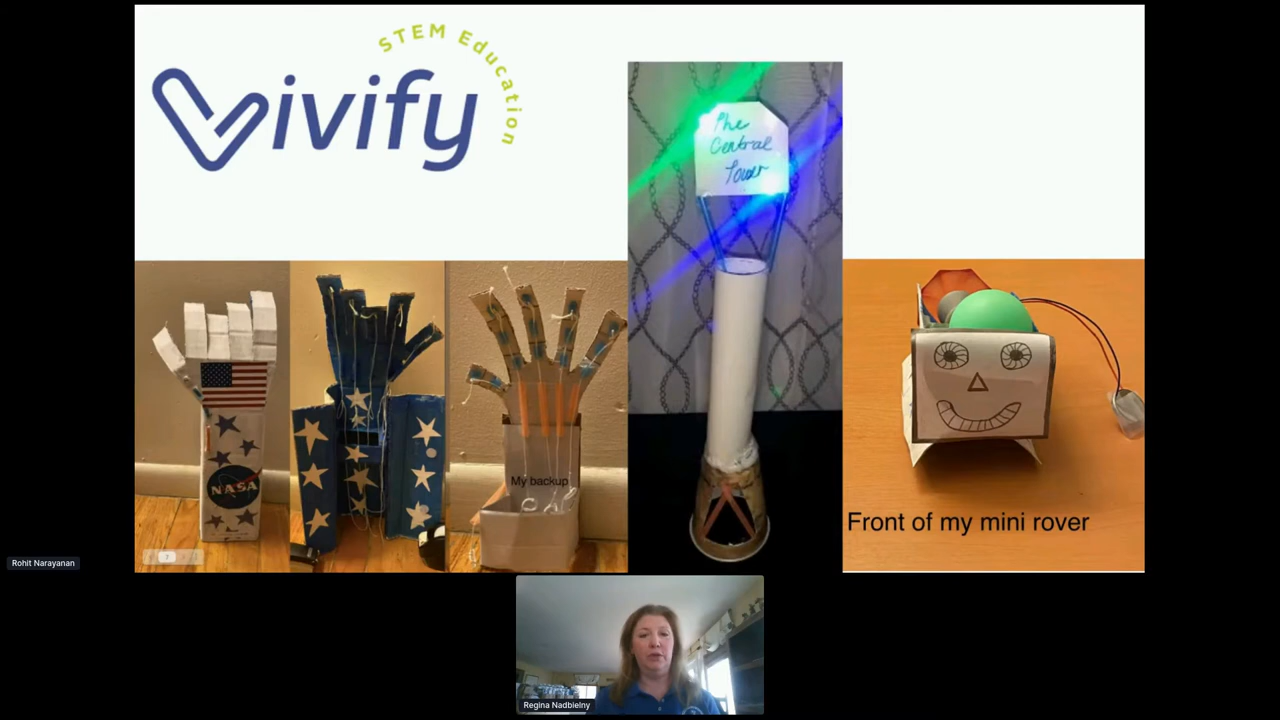 STEM Education
Vivify
The
Central
Tower
NASA
My backup
Front of my mini rover
Rohit Narayanan
Regina Nadbielny